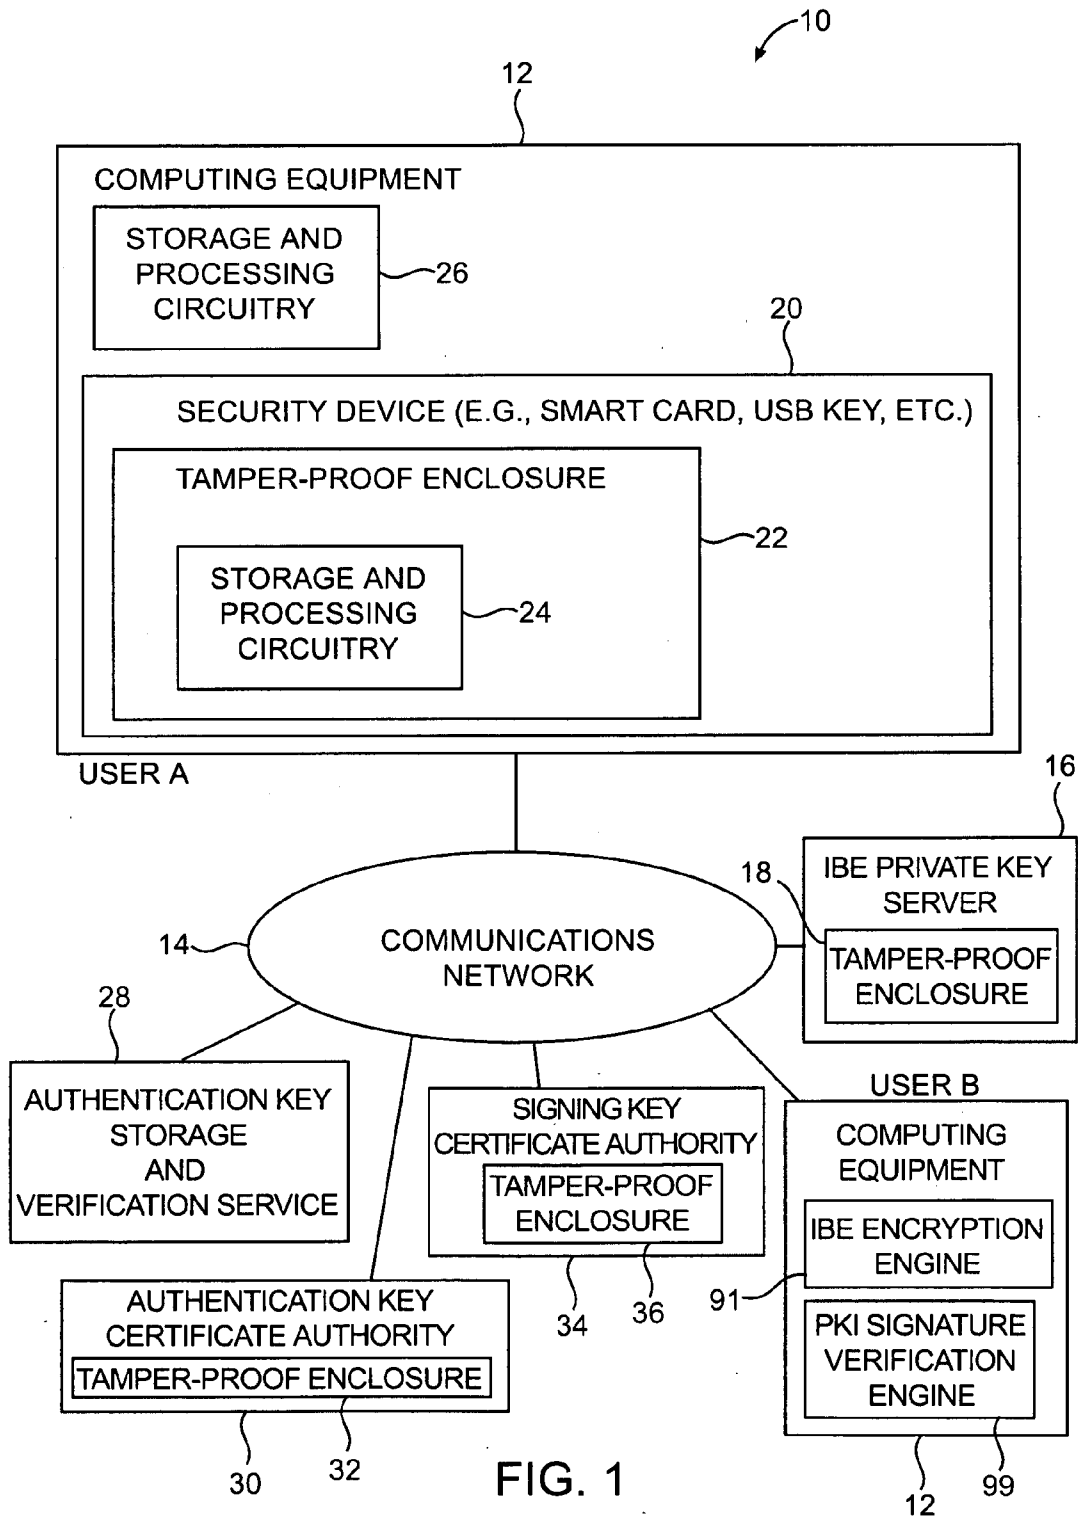 10
12
COMPUTING EQUIPMENT
STORAGE AND
PROCESSING
CIRCUITRY
26
20
SECURITY DEVICE (E.G., SMART CARD, USB KEY, ETC.)
TAMPER-PROOF ENCLOSURE
22
STORAGE AND
PROCESSING
CIRCUITRY
24
USER A
16
IBE PRIVATE KEY
SERVER
18
TAMPER-PROOF
ENCLOSURE
14
COMMUNICATIONS
NETWORK
28
AUTHENTICATION KEY
STORAGE
AND
VERIFICATION SERVICE
SIGNING KEY
CERTIFICATE AUTHORITY
TAMPER-PROOF
ENCLOSURE
34
36
USER B
COMPUTING
EQUIPMENT
IBE ENCRYPTION
ENGINE
91
PKI SIGNATURE
VERIFICATION
ENGINE
99
12
AUTHENTICATION KEY
CERTIFICATE AUTHORITY
TAMPER-PROOF ENCLOSURE
30
32
FIG. 1